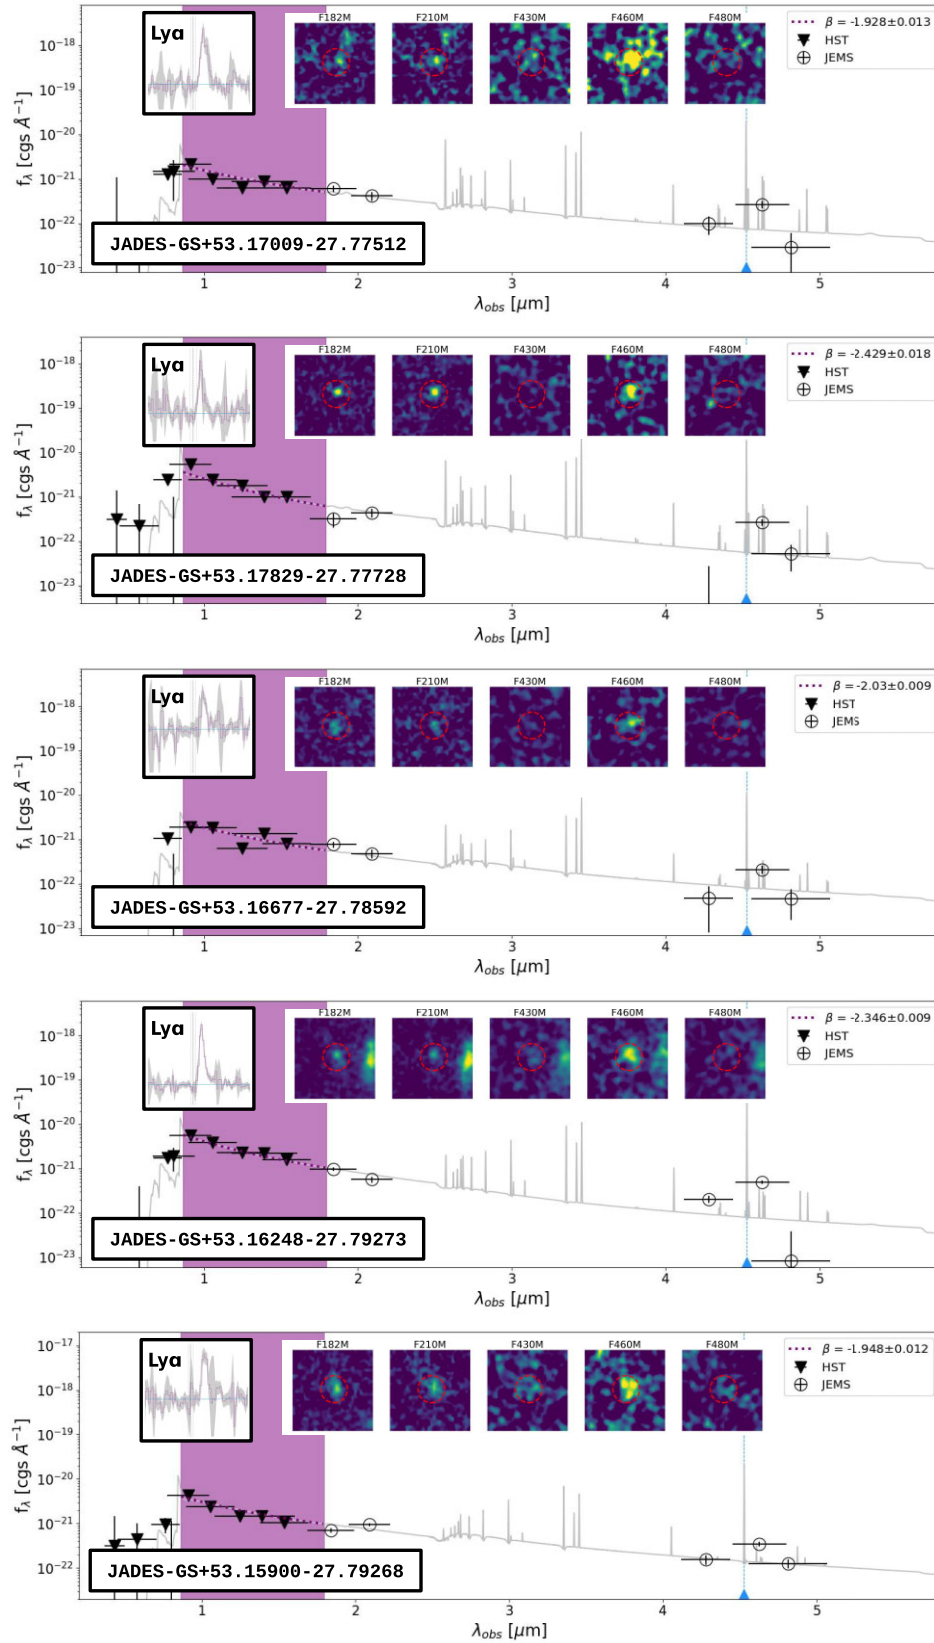 Lyα
F182M F210M F430M F460M F480M
β = -1.928±0.013
HST
JEMS
10⁻¹⁸
10⁻¹⁹
10⁻²⁰
10⁻²¹
10⁻²²
10⁻²³
f_λ [cgs Å⁻¹]
JADES-GS+53.17009-27.77512
1 2 3 4 5
λ_obs [μm]
Lyα
F182M F210M F430M F460M F480M
β = -2.429±0.018
HST
JEMS
10⁻¹⁸
10⁻¹⁹
10⁻²⁰
10⁻²¹
10⁻²²
10⁻²³
f_λ [cgs Å⁻¹]
JADES-GS+53.17829-27.77728
1 2 3 4 5
λ_obs [μm]
Lyα
F182M F210M F430M F460M F480M
β = -2.03±0.009
HST
JEMS
10⁻¹⁸
10⁻¹⁹
10⁻²⁰
10⁻²¹
10⁻²²
10⁻²³
f_λ [cgs Å⁻¹]
JADES-GS+53.16677-27.78592
1 2 3 4 5
λ_obs [μm]
Lyα
F182M F210M F430M F460M F480M
β = -2.346±0.009
HST
JEMS
10⁻¹⁸
10⁻¹⁹
10⁻²⁰
10⁻²¹
10⁻²²
10⁻²³
f_λ [cgs Å⁻¹]
JADES-GS+53.16248-27.79273
1 2 3 4 5
λ_obs [μm]
Lyα
F182M F210M F430M F460M F480M
β = -1.948±0.012
HST
JEMS
10⁻¹⁷
10⁻¹⁸
10⁻¹⁹
10⁻²⁰
10⁻²¹
10⁻²²
f_λ [cgs Å⁻¹]
JADES-GS+53.15900-27.79268
1 2 3 4 5
λ_obs [μm]